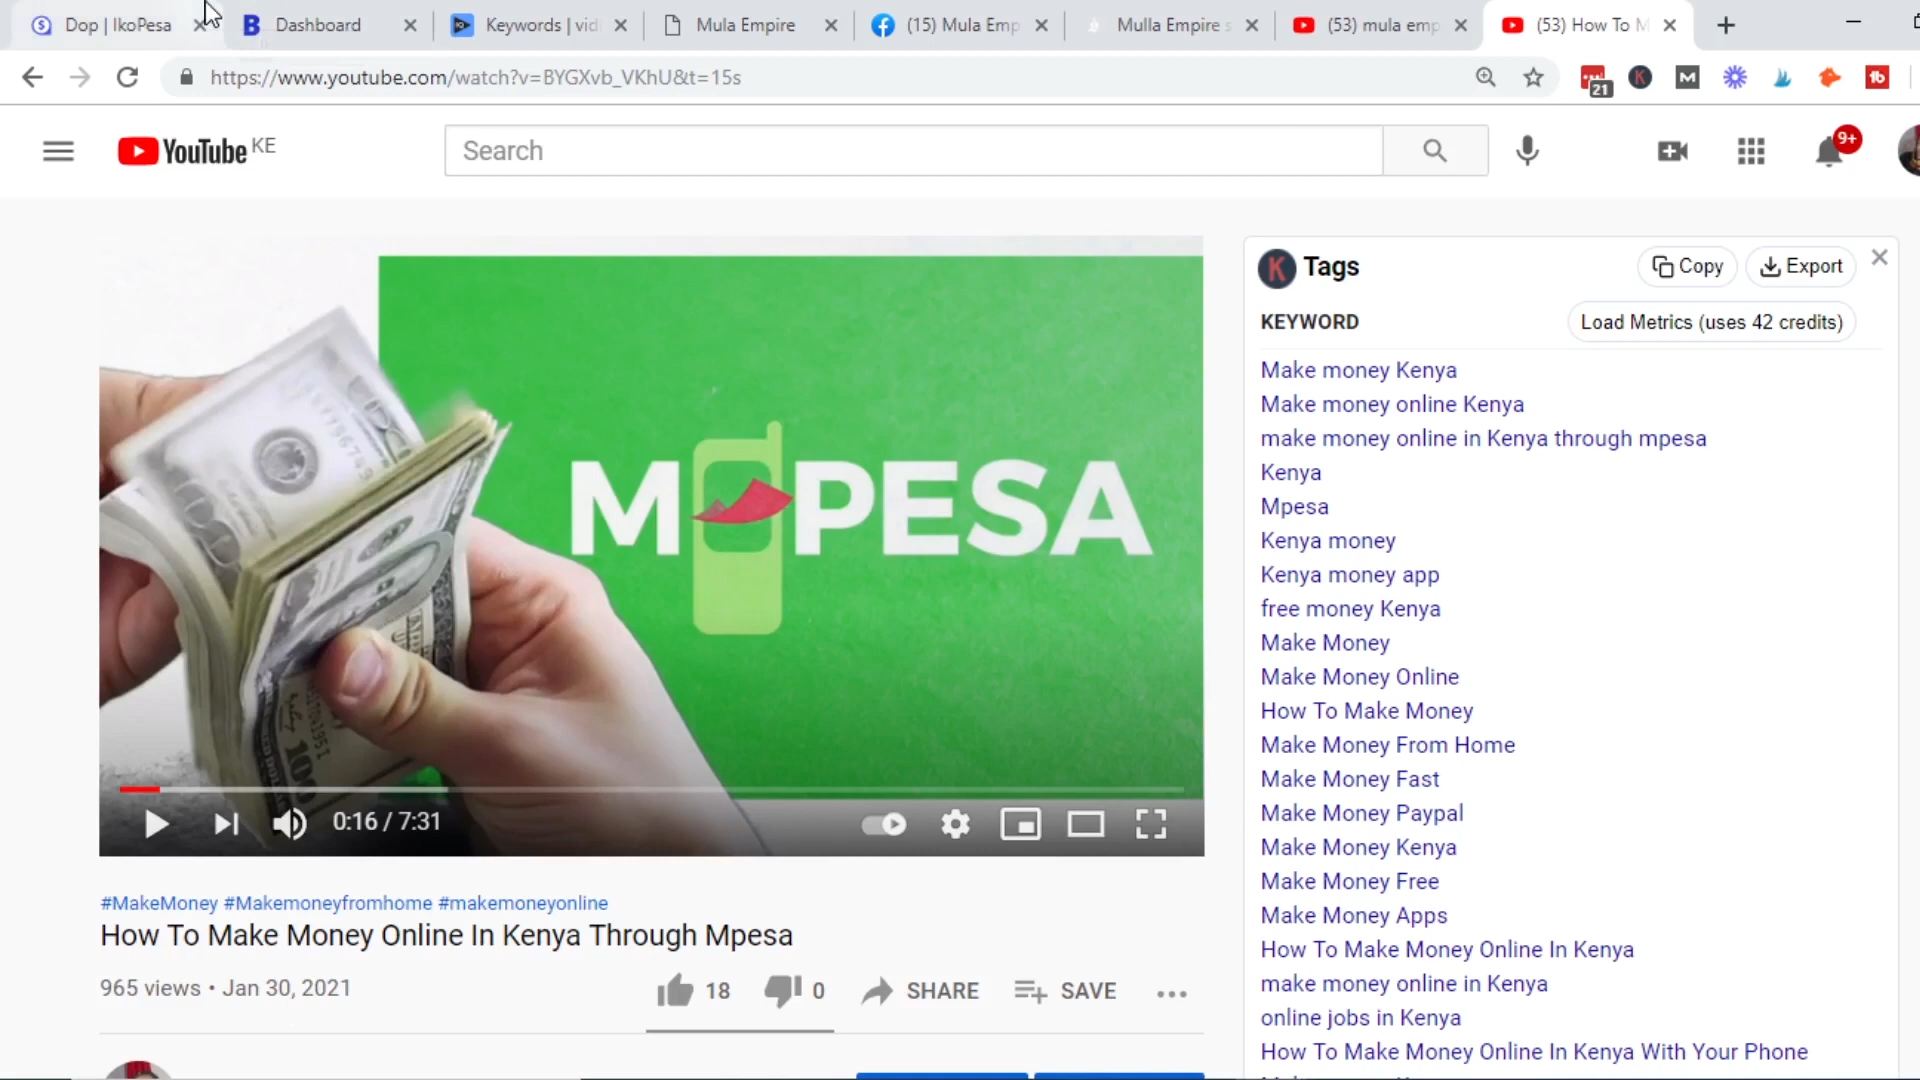 Dop | IkoPesa
Dashboard
Keywords | vidi
Mula Empire
(15) Mula Emp
Mulla Empire s
(53) mula emp
(53) How To M
https://www.youtube.com/watch?v=BYGXvb_VKhU&t=15s
21
K
M
tb
YouTube KE
Search
9+
M PESA
100
0:16 / 7:31
#MakeMoney #Makemoneyfromhome #makemoneyonline
How To Make Money Online In Kenya Through Mpesa
965 views • Jan 30, 2021
18
0
SHARE
SAVE
K Tags
Copy
Export
KEYWORD
Load Metrics (uses 42 credits)
Make money Kenya
Make money online Kenya
make money online in Kenya through mpesa
Kenya
Mpesa
Kenya money
Kenya money app
free money Kenya
Make Money
Make Money Online
How To Make Money
Make Money From Home
Make Money Fast
Make Money Paypal
Make Money Kenya
Make Money Free
Make Money Apps
How To Make Money Online In Kenya
make money online in Kenya
online jobs in Kenya
How To Make Money Online In Kenya With Your Phone